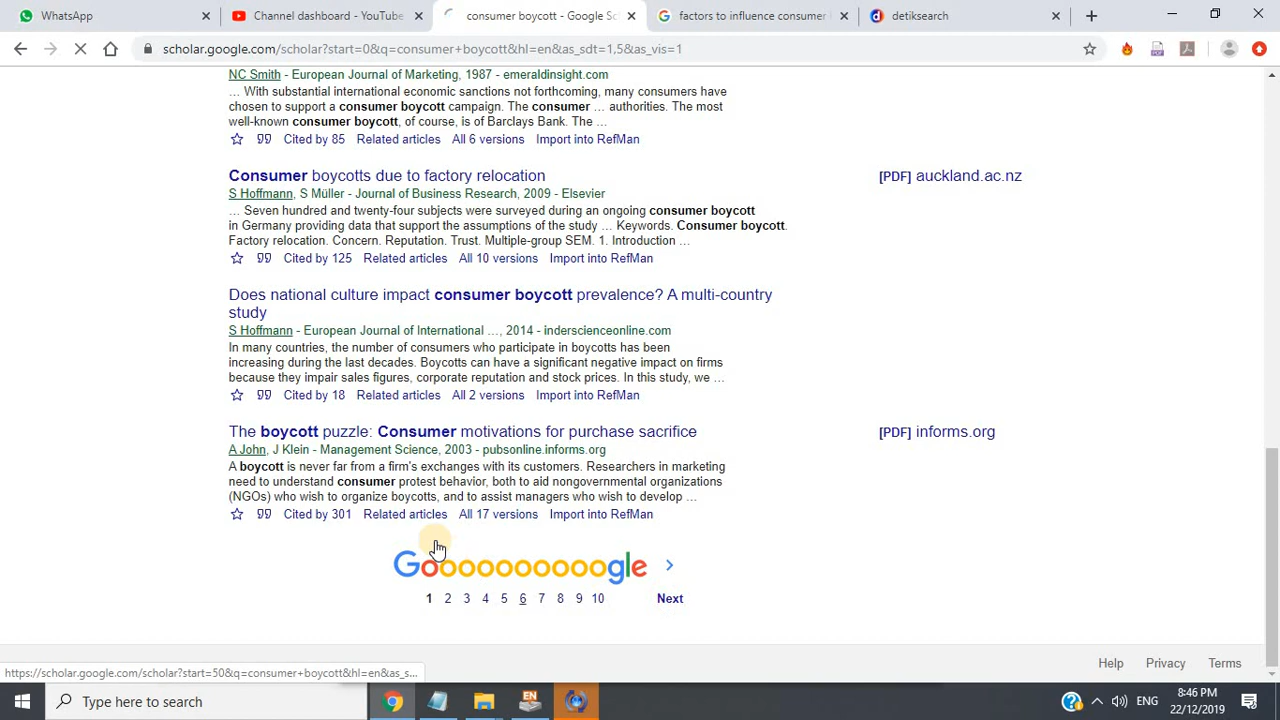 WhatsApp
Channel dashboard - YouTube
consumer boycott - Google Sc
factors to influence consumer
detiksearch
scholar.google.com/scholar?start=0&q=consumer+boycott&hl=en&as_sdt=1,5&as_vis=1
NC Smith - European Journal of Marketing, 1987 - emeraldinsight.com
... With substantial international economic sanctions not forthcoming, many consumers have
chosen to support a consumer boycott campaign. The consumer ... authorities. The most
well-known consumer boycott, of course, is of Barclays Bank. The ...
Cited by 85 Related articles All 6 versions Import into RefMan
Consumer boycotts due to factory relocation
[PDF] auckland.ac.nz
S Hoffmann, S Müller - Journal of Business Research, 2009 - Elsevier
... Seven hundred and twenty-four subjects were surveyed during an ongoing consumer boycott
in Germany providing data that support the assumptions of the study ... Keywords. Consumer boycott.
Factory relocation. Concern. Reputation. Trust. Multiple-group SEM. 1. Introduction ...
Cited by 125 Related articles All 10 versions Import into RefMan
Does national culture impact consumer boycott prevalence? A multi-country
study
S Hoffmann - European Journal of International ..., 2014 - inderscienceonline.com
In many countries, the number of consumers who participate in boycotts has been
increasing during the last decades. Boycotts can have a significant negative impact on firms
because they impair sales figures, corporate reputation and stock prices. In this study, we ...
Cited by 18 Related articles All 2 versions Import into RefMan
The boycott puzzle: Consumer motivations for purchase sacrifice
[PDF] informs.org
A John, J Klein - Management Science, 2003 - pubsonline.informs.org
A boycott is never far from a firm's exchanges with its customers. Researchers in marketing
need to understand consumer protest behavior, both to aid nongovernmental organizations
(NGOs) who wish to organize boycotts, and to assist managers who wish to develop ...
Cited by 301 Related articles All 17 versions Import into RefMan
Goooooooooogle
1 2 3 4 5 6 7 8 9 10 Next
Help Privacy Terms
https://scholar.google.com/scholar?start=50&q=consumer+boycott&hl=en&as_s...
Type here to search
EN
ENG
8:46 PM
22/12/2019